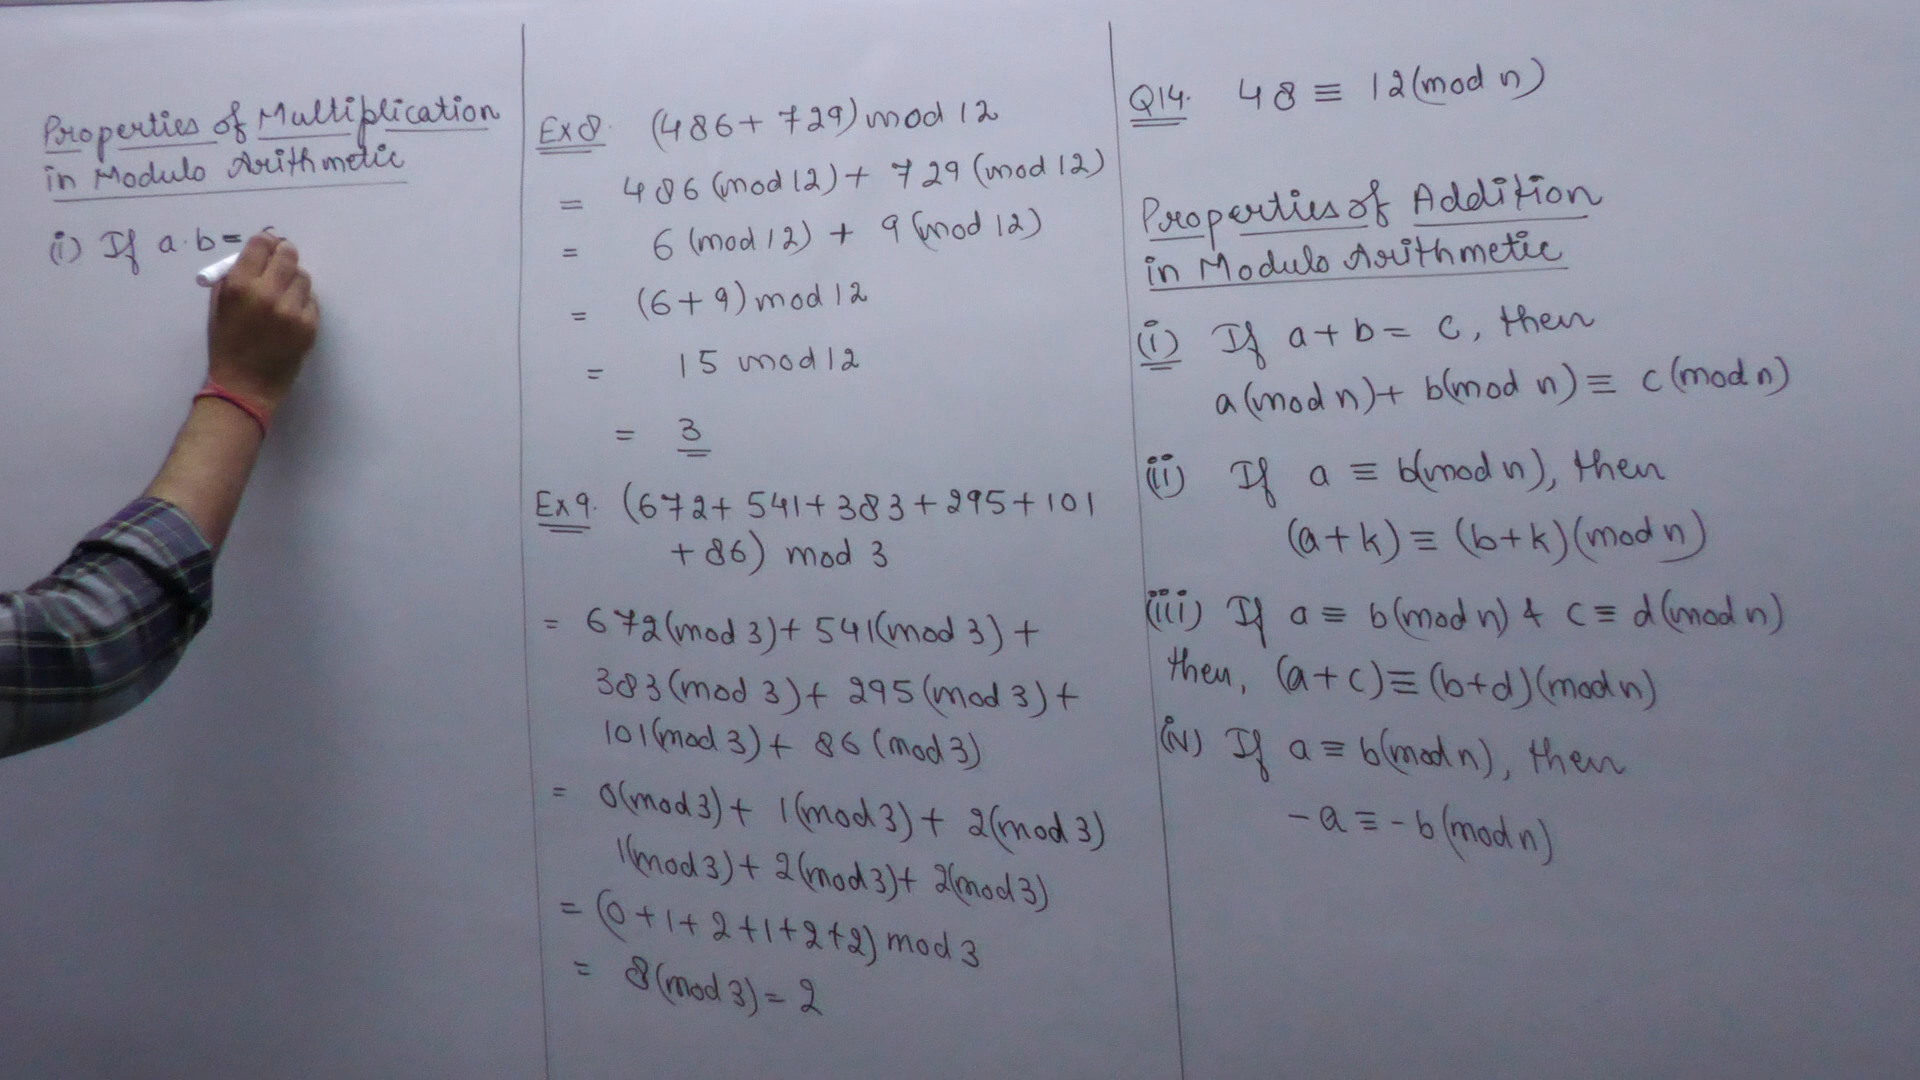 Properties of Multiplication
in Modulo Arithmetic
(i) If a·b =
Ex 8. (486 + 729) mod 12
= 486 (mod 12) + 729 (mod 12)
= 6 (mod 12) + 9 (mod 12)
= (6 + 9) mod 12
= 15 mod 12
= 3
Ex 9. (672 + 541 + 383 + 295 + 101
+ 86) mod 3
= 672 (mod 3) + 541 (mod 3) +
383 (mod 3) + 295 (mod 3) +
101 (mod 3) + 86 (mod 3)
= 0 (mod 3) + 1 (mod 3) + 2 (mod 3)
1 (mod 3) + 2 (mod 3) + 2 (mod 3)
= (0 + 1 + 2 + 1 + 2 + 2) mod 3
= 8 (mod 3) = 2
Q14. 48 ≡ 12 (mod n)
Properties of Addition
in Modulo Arithmetic
(i) If a + b = c, then
a (mod n) + b (mod n) ≡ c (mod n)
(ii) If a ≡ b (mod n), then
(a + k) ≡ (b + k) (mod n)
(iii) If a ≡ b (mod n) & c ≡ d (mod n)
then, (a + c) ≡ (b + d) (mod n)
(iv) If a ≡ b (mod n), then
-a ≡ -b (mod n)